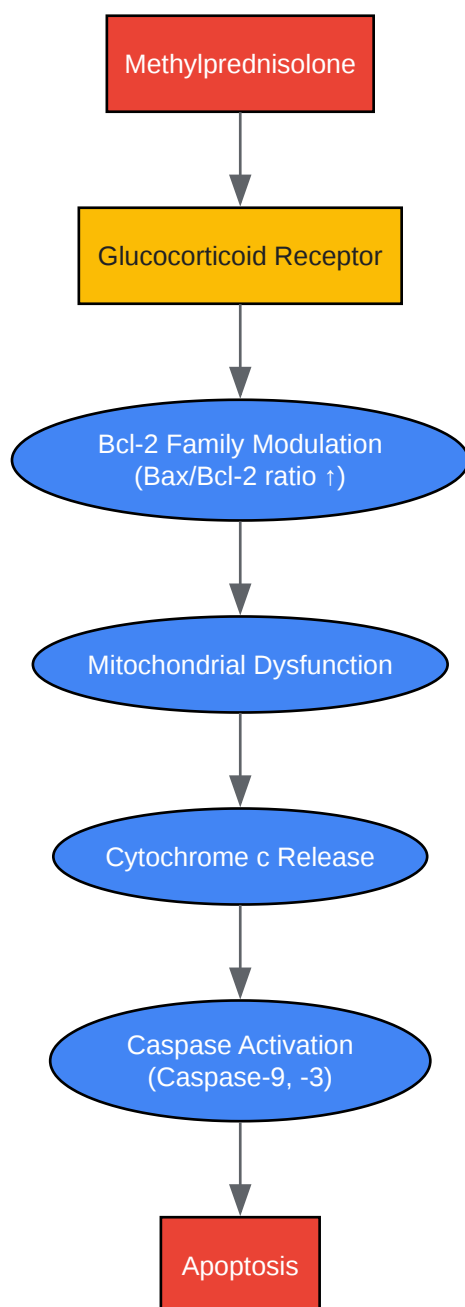 Methylprednisolone
Glucocorticoid Receptor
Bcl-2 Family Modulation
(Bax/Bcl-2 ratio ↑)
Mitochondrial Dysfunction
Cytochrome c Release
Caspase Activation
(Caspase-9, -3)
Apoptosis